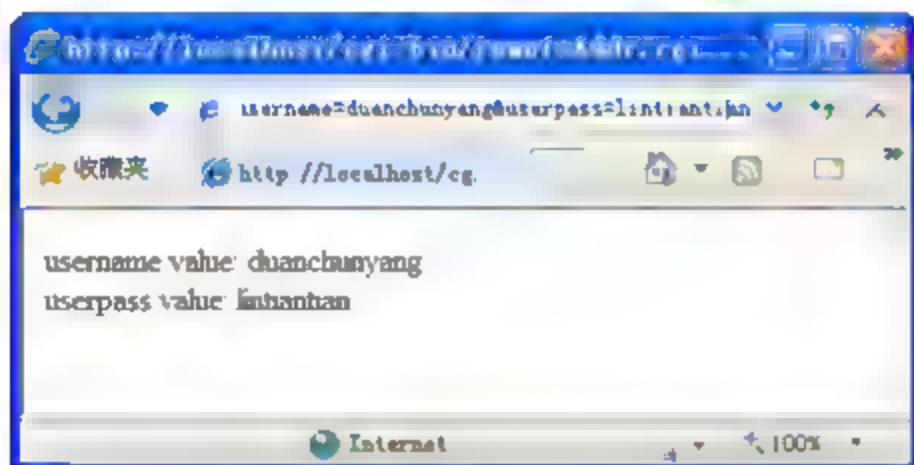 username=duanchunyang&userpass=lintiantian
收藏夹 http //localhost/cg.
username value: duanchunyang
userpass value: lintiantian
Internet 100%